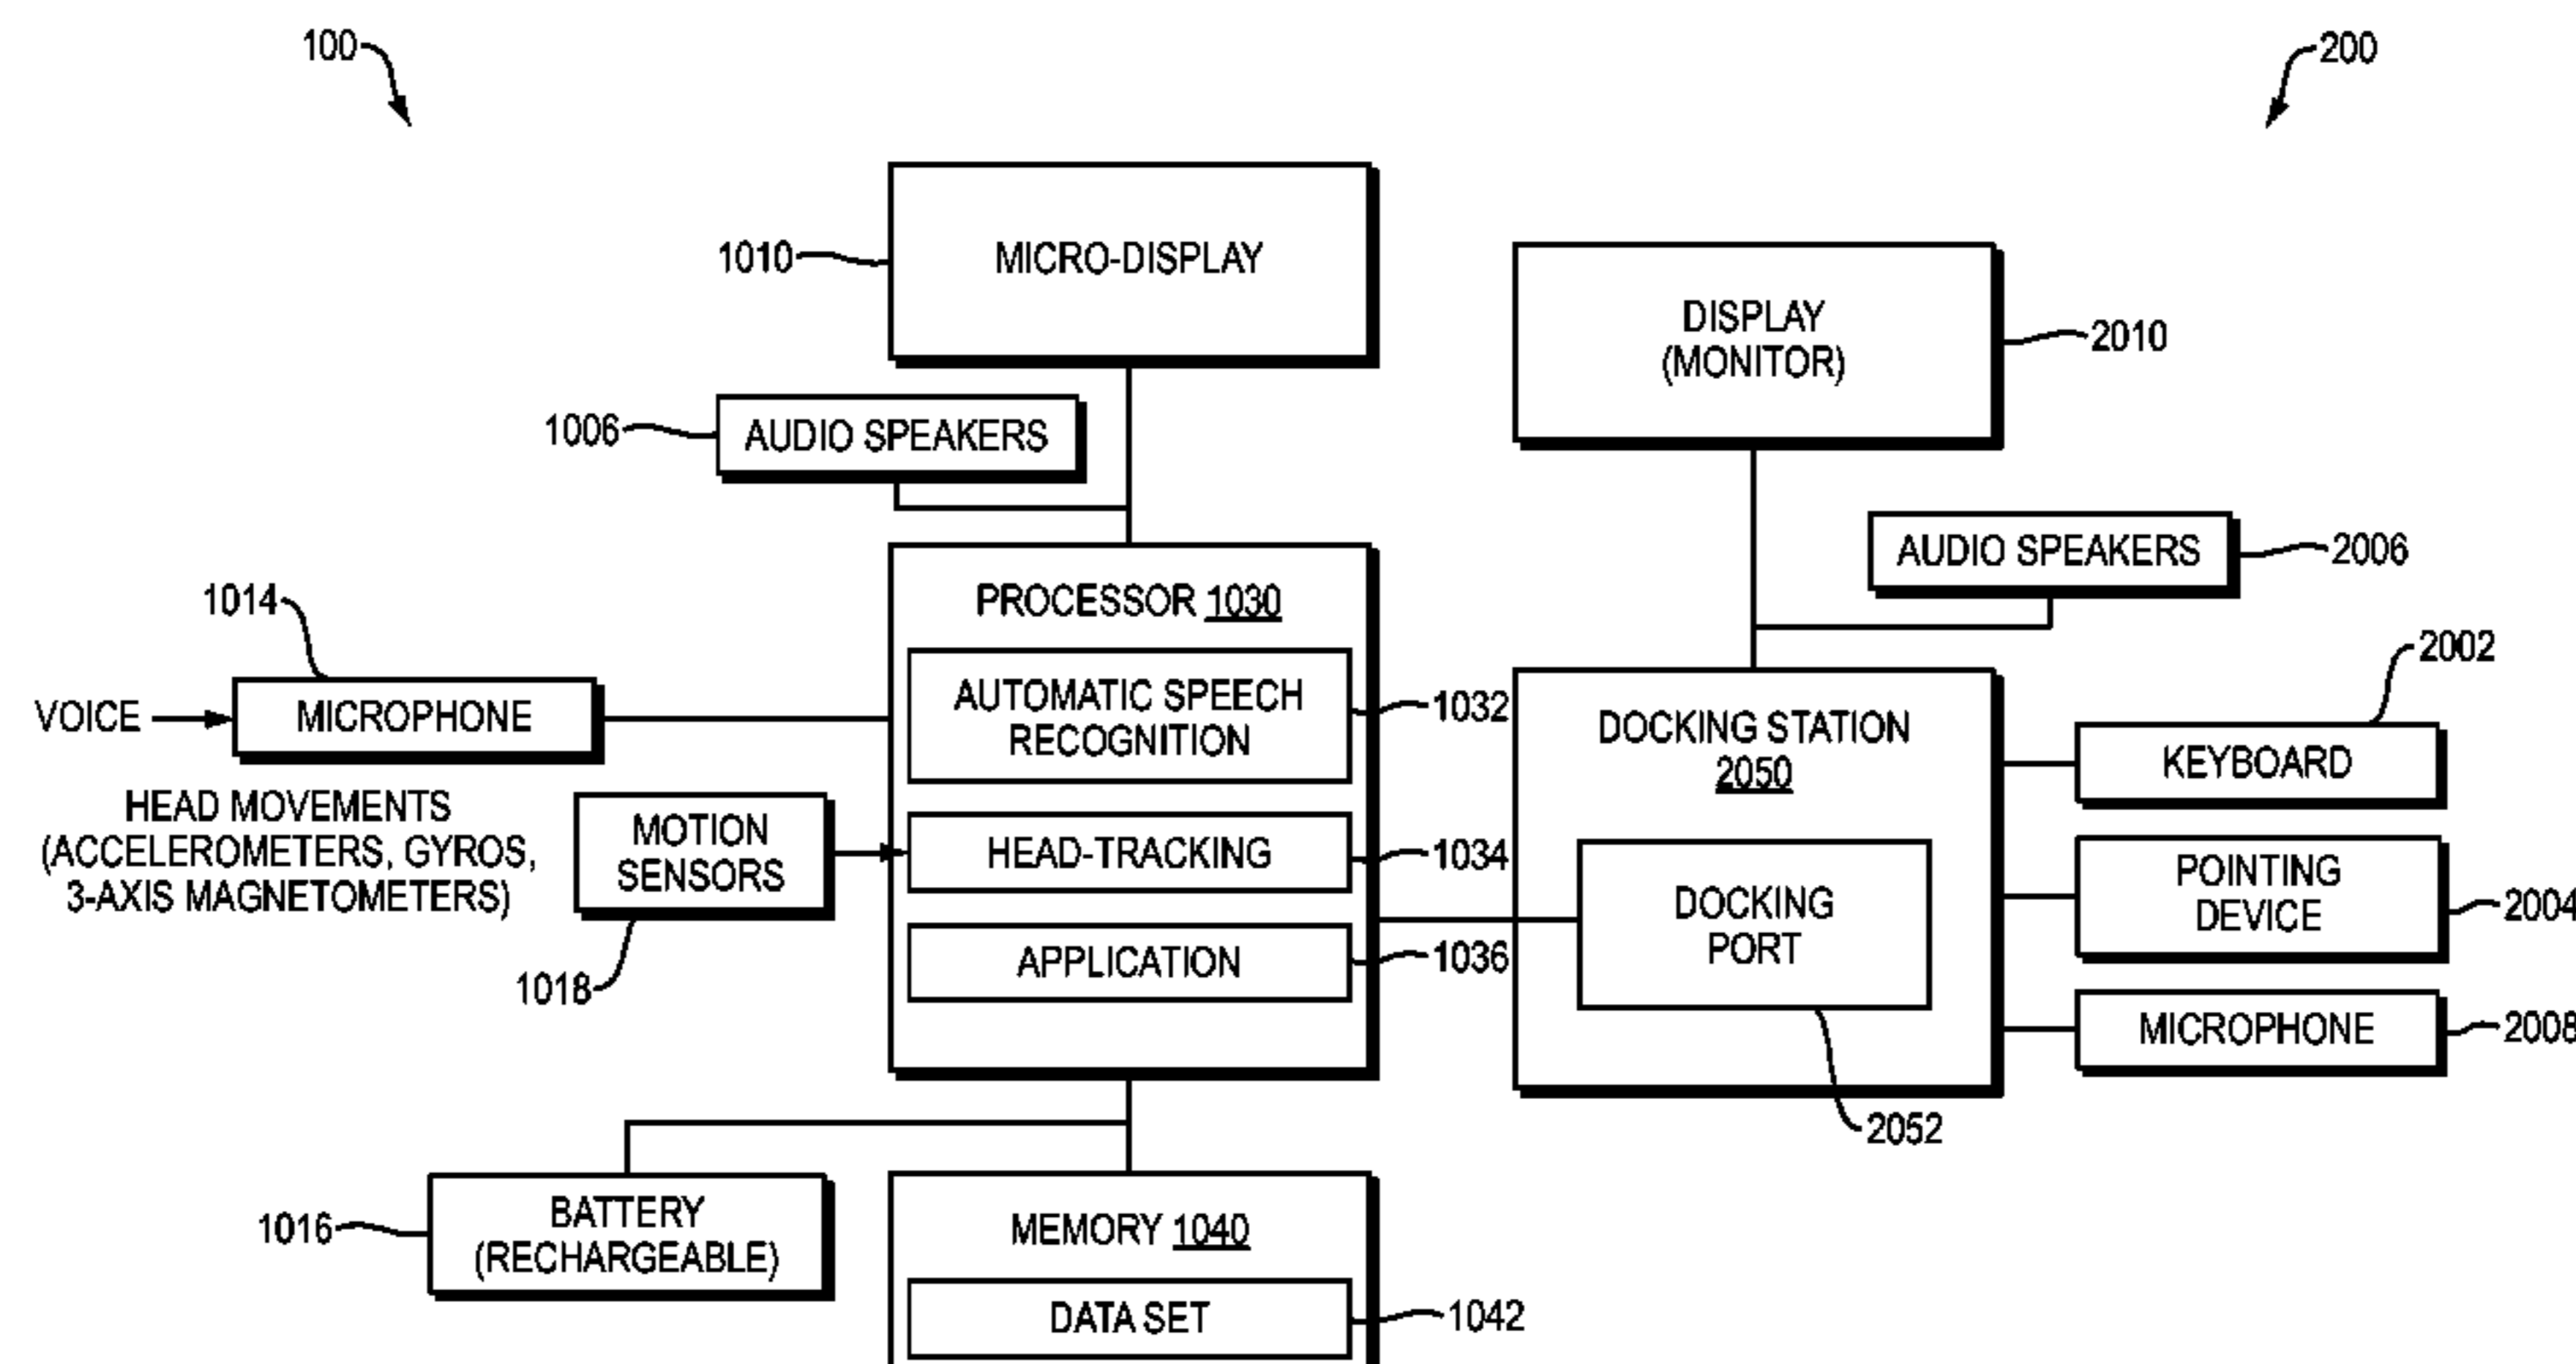 100
200
1010
MICRO-DISPLAY
DISPLAY
(MONITOR)
2010
1006
AUDIO SPEAKERS
AUDIO SPEAKERS
2006
1014
PROCESSOR 1030
2002
VOICE
MICROPHONE
AUTOMATIC SPEECH
RECOGNITION
1032
DOCKING STATION
2050
KEYBOARD
HEAD MOVEMENTS
(ACCELEROMETERS, GYROS,
3-AXIS MAGNETOMETERS)
MOTION
SENSORS
1018
HEAD-TRACKING
1034
POINTING
DEVICE
2004
DOCKING
PORT
2052
APPLICATION
1036
MICROPHONE
2008
1016
BATTERY
(RECHARGEABLE)
MEMORY 1040
DATA SET
1042